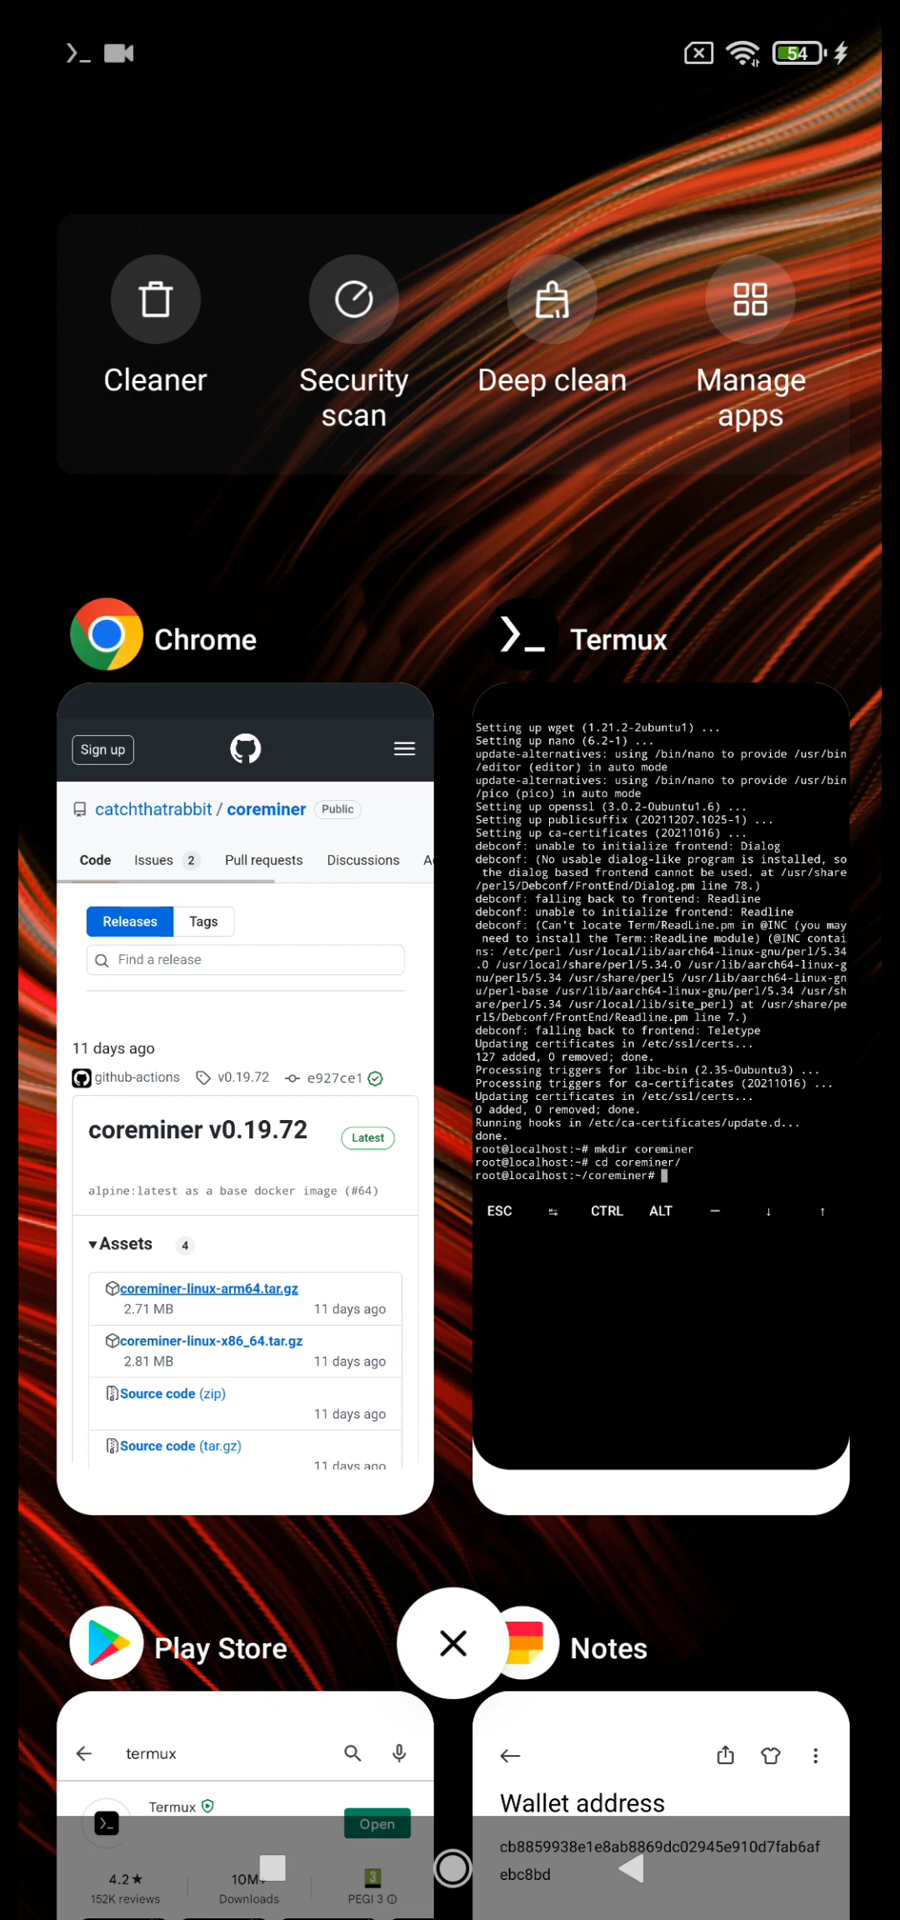 54
Cleaner
Security scan
Deep clean
Manage apps
Chrome
Termux
Sign up
catchthatrabbit / coreminer Public
Code Issues 2 Pull requests Discussions
Releases Tags
Find a release
11 days ago
github-actions v0.19.72 e927ce1
coreminer v0.19.72 Latest
alpine:latest as a base docker image (#64)
Assets 4
coreminer-linux-arm64.tar.gz
2.71 MB 11 days ago
coreminer-linux-x86_64.tar.gz
2.81 MB 11 days ago
Source code (zip)
11 days ago
Source code (tar.gz)
11 days ago
Setting up wget (1.21.2-2ubuntu1) ...
Setting up nano (6.2-1) ...
update-alternatives: using /bin/nano to provide /usr/bin
/editor (editor) in auto mode
update-alternatives: using /bin/nano to provide /usr/bin
/pico (pico) in auto mode
Setting up openssl (3.0.2-0ubuntu1.6) ...
Setting up publicsuffix (20211207.1025-1) ...
Setting up ca-certificates (20211016) ...
debconf: unable to initialize frontend: Dialog
debconf: (No usable dialog-like program is installed, so
the dialog based frontend cannot be used. at /usr/share
/perl5/Debconf/FrontEnd/Dialog.pm line 78.)
debconf: falling back to frontend: Readline
debconf: unable to initialize frontend: Readline
debconf: (Can't locate Term/ReadLine.pm in @INC (you may
need to install the Term::ReadLine module) (@INC contai
ns: /etc/perl /usr/local/lib/aarch64-linux-gnu/perl/5.34
.0 /usr/local/share/perl/5.34.0 /usr/lib/aarch64-linux-g
nu/perl5/5.34 /usr/share/perl5 /usr/lib/aarch64-linux-gn
u/perl-base /usr/lib/aarch64-linux-gnu/perl/5.34 /usr/sh
are/perl/5.34 /usr/local/lib/site_perl) at /usr/share/pe
rl5/Debconf/FrontEnd/Readline.pm line 7.)
debconf: falling back to frontend: Teletype
Updating certificates in /etc/ssl/certs...
127 added, 0 removed; done.
Processing triggers for libc-bin (2.35-0ubuntu3) ...
Processing triggers for ca-certificates (20211016) ...
Updating certificates in /etc/ssl/certs...
0 added, 0 removed; done.
Running hooks in /etc/ca-certificates/update.d...
done.
root@localhost:~# mkdir coreminer
root@localhost:~# cd coreminer/
root@localhost:~/coreminer#
ESC CTRL ALT – ↓ ↑
Play Store
Notes
termux
Termux
Open
4.2★ 10M+ 3
152K reviews Downloads PEGI 3
Wallet address
cb8859938e1e8ab8869dc02945e910d7fab6af
ebc8bd